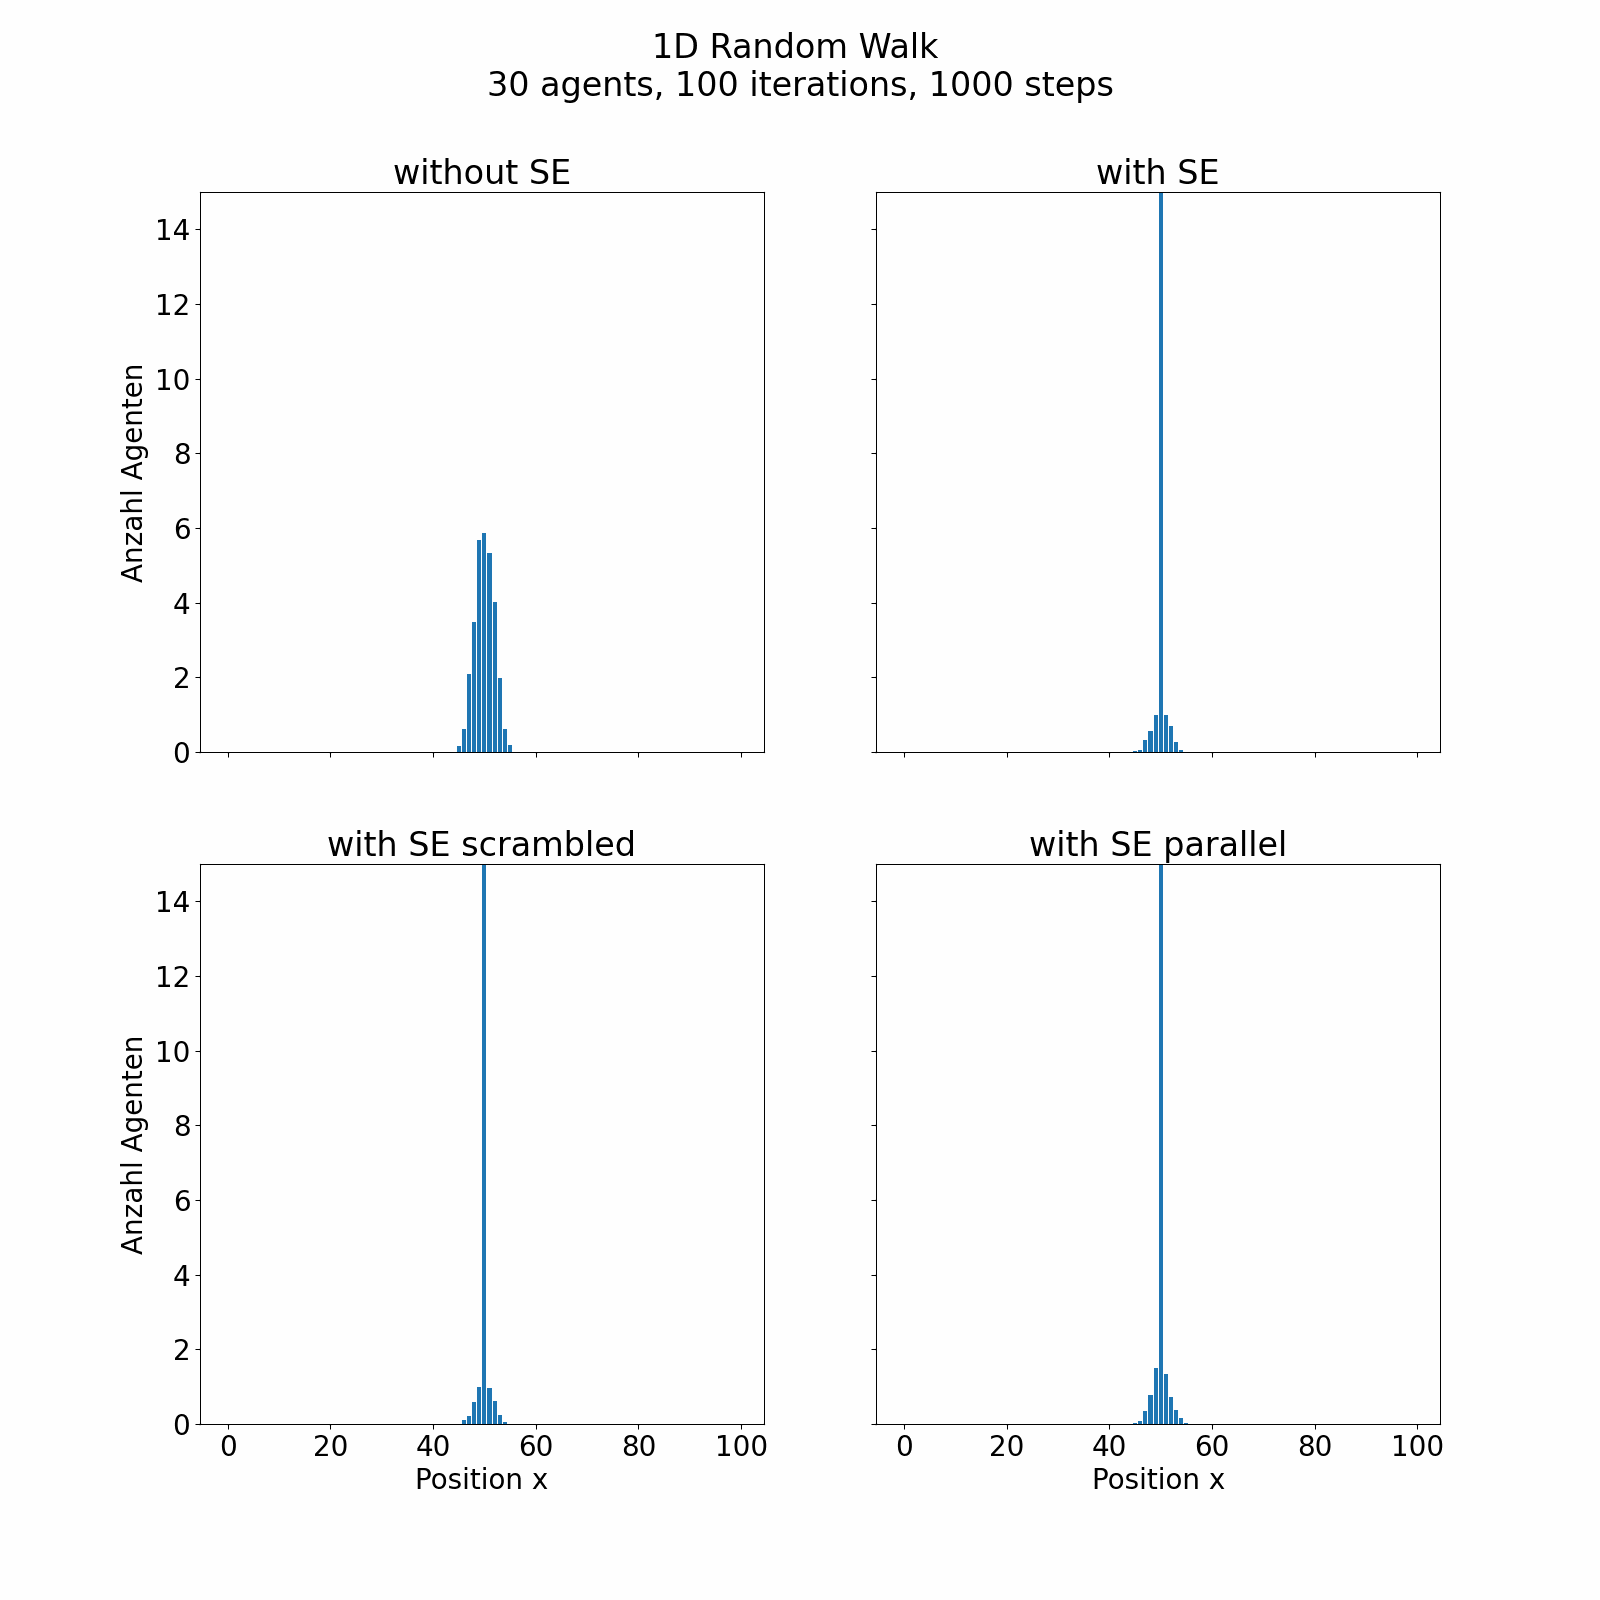 1D Random Walk
30 agents, 100 iterations, 1000 steps
without SE
with SE
14
12
10
8
6
4
2
0
Anzahl Agenten
with SE scrambled
with SE parallel
14
12
10
8
6
4
2
0
Anzahl Agenten
0 20 40 60 80 100
0 20 40 60 80 100
Position x
Position x